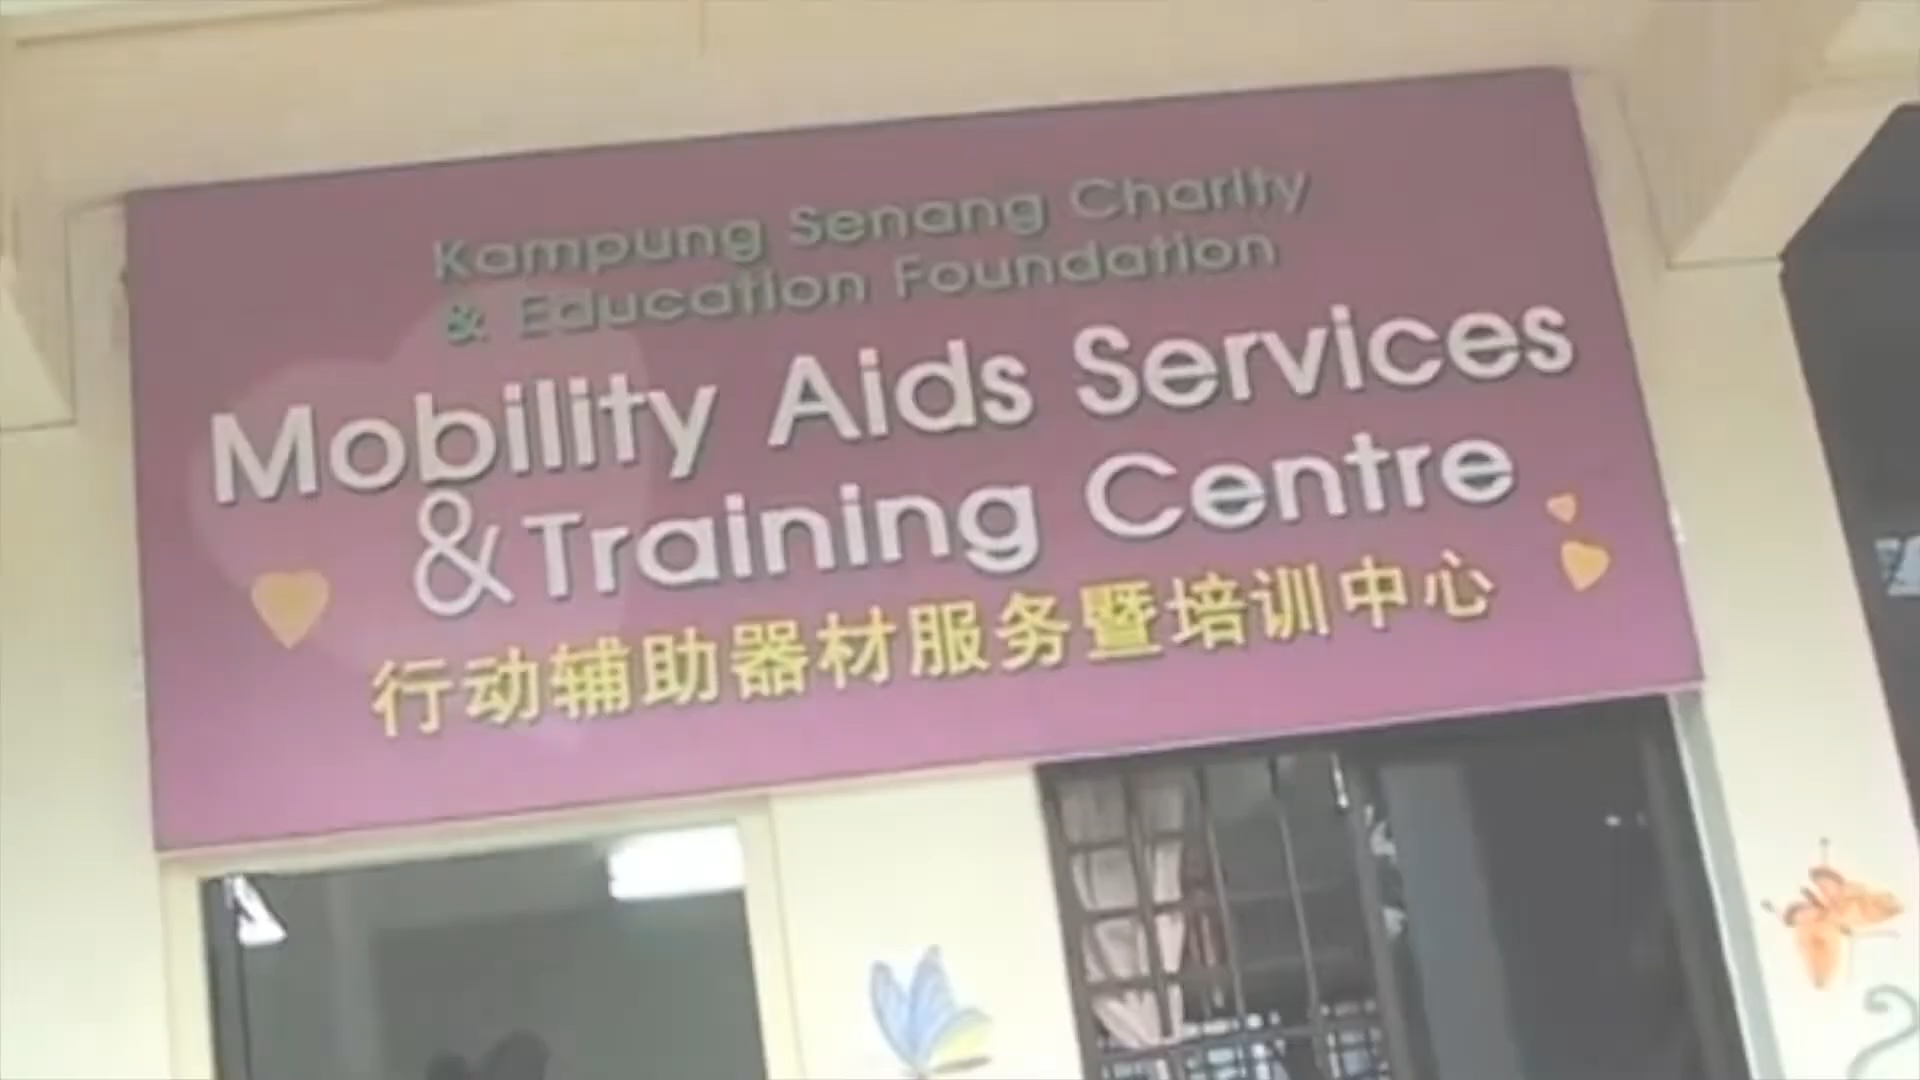 Kampung Senang Charity
& Education Foundation
Mobility Aids Services
& Training Centre
行动辅助器材服务暨培训中心